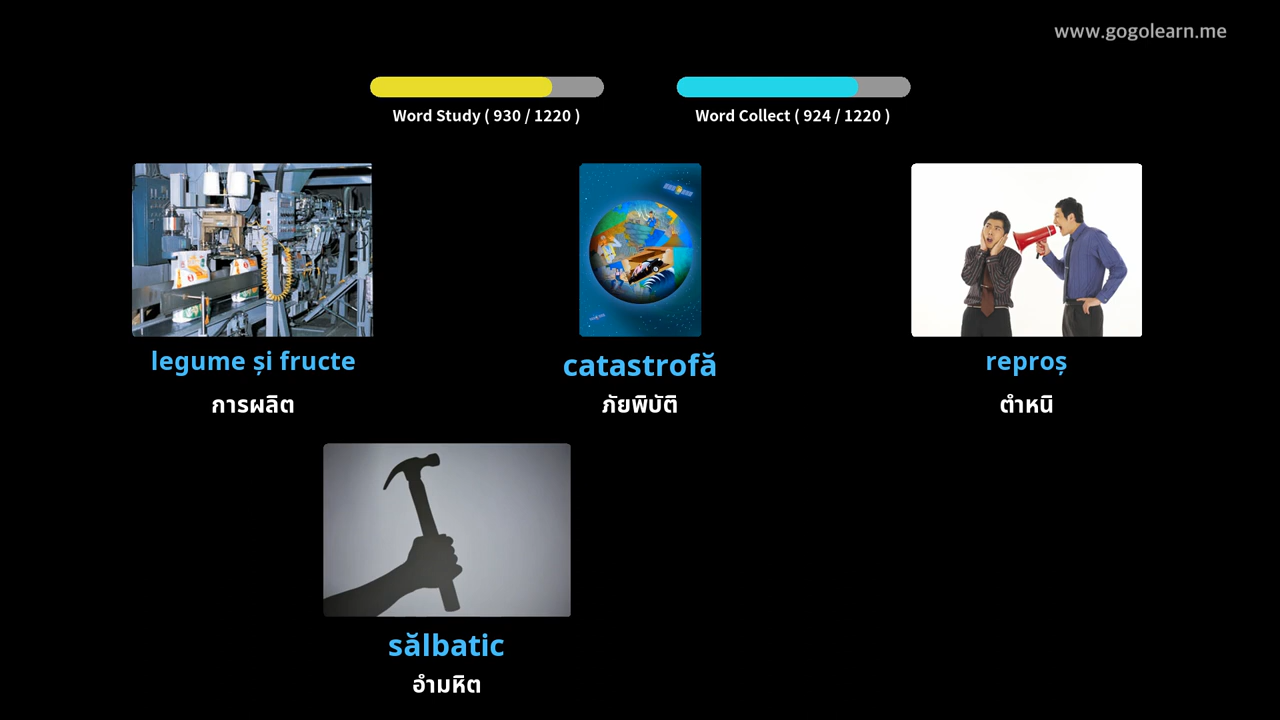 www.gogolearn.me
Word Study ( 930 / 1220 )
Word Collect ( 924 / 1220 )
legume și fructe
catastrofă
reproș
การผลิต
ภัยพิบัติ
ตำหนิ
sălbatic
อำมหิต